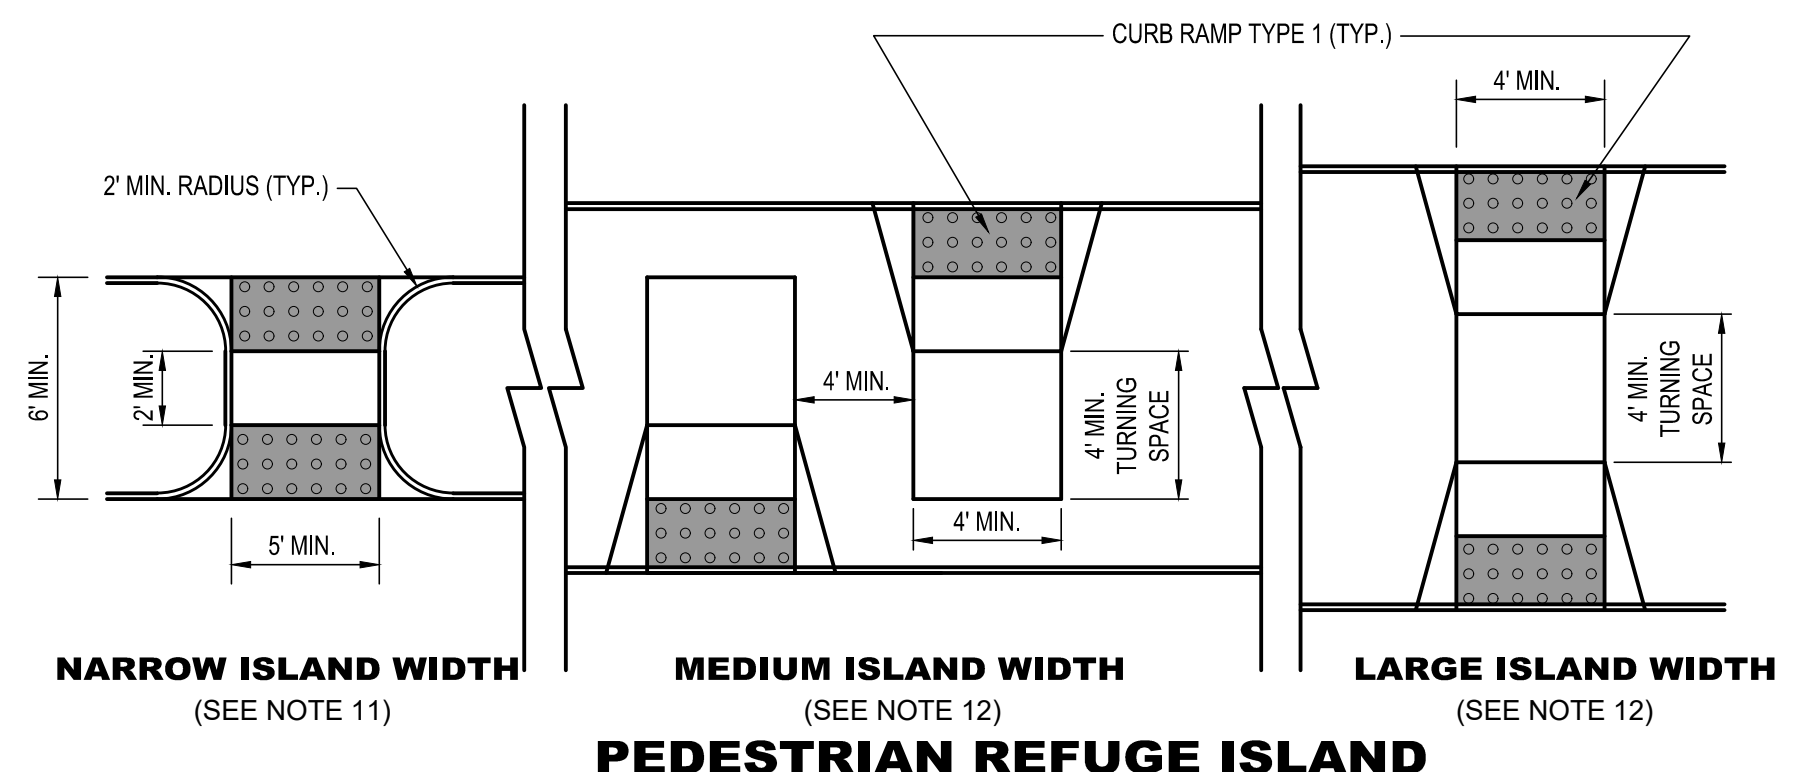 CURB RAMP TYPE 1 (TYP.)
4' MIN.
2' MIN. RADIUS (TYP.)
6' MIN.
2' MIN.
5' MIN.
4' MIN.
4' MIN.
TURNING
SPACE
4' MIN.
4' MIN.
TURNING
SPACE
NARROW ISLAND WIDTH
(SEE NOTE 11)
MEDIUM ISLAND WIDTH
(SEE NOTE 12)
LARGE ISLAND WIDTH
(SEE NOTE 12)
PEDESTRIAN REFUGE ISLAND